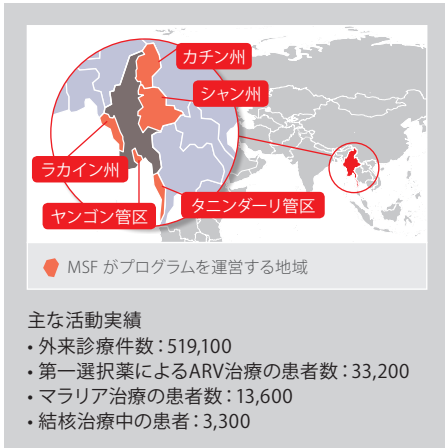 カチン州
シャン州
ラカイン州
ヤンゴン管区
タニンダーリ管区
MSF がプログラムを運営する地域
主な活動実績
• 外来診療件数：519,100
• 第一選択薬によるARV治療の患者数：33,200
• マラリア治療の患者数：13,600
• 結核治療中の患者：3,300